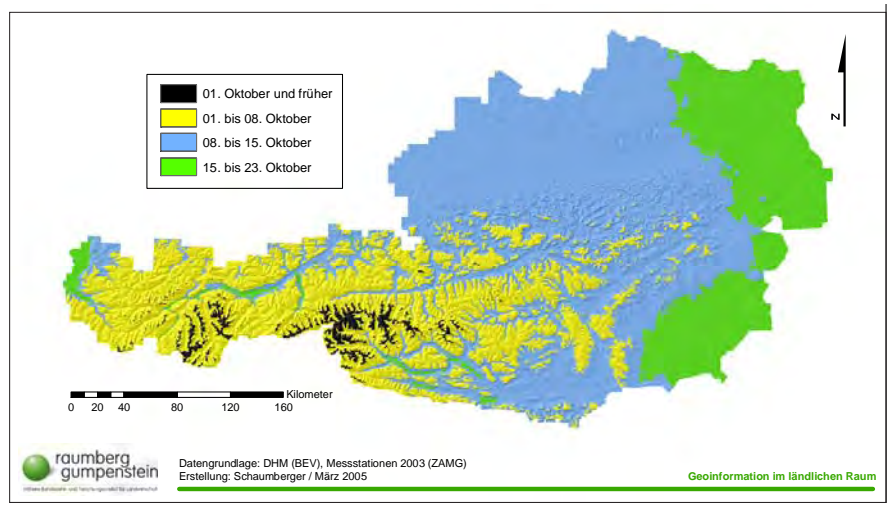 01. Oktober und früher
01. bis 08. Oktober
08. bis 15. Oktober
15. bis 23. Oktober
N
Kilometer
0 20 40 80 120 160
raumberg
gumpenstein
Datengrundlage: DHM (BEV), Messstationen 2003 (ZAMG)
Erstellung: Schaumberger / März 2005
Geoinformation im ländlichen Raum